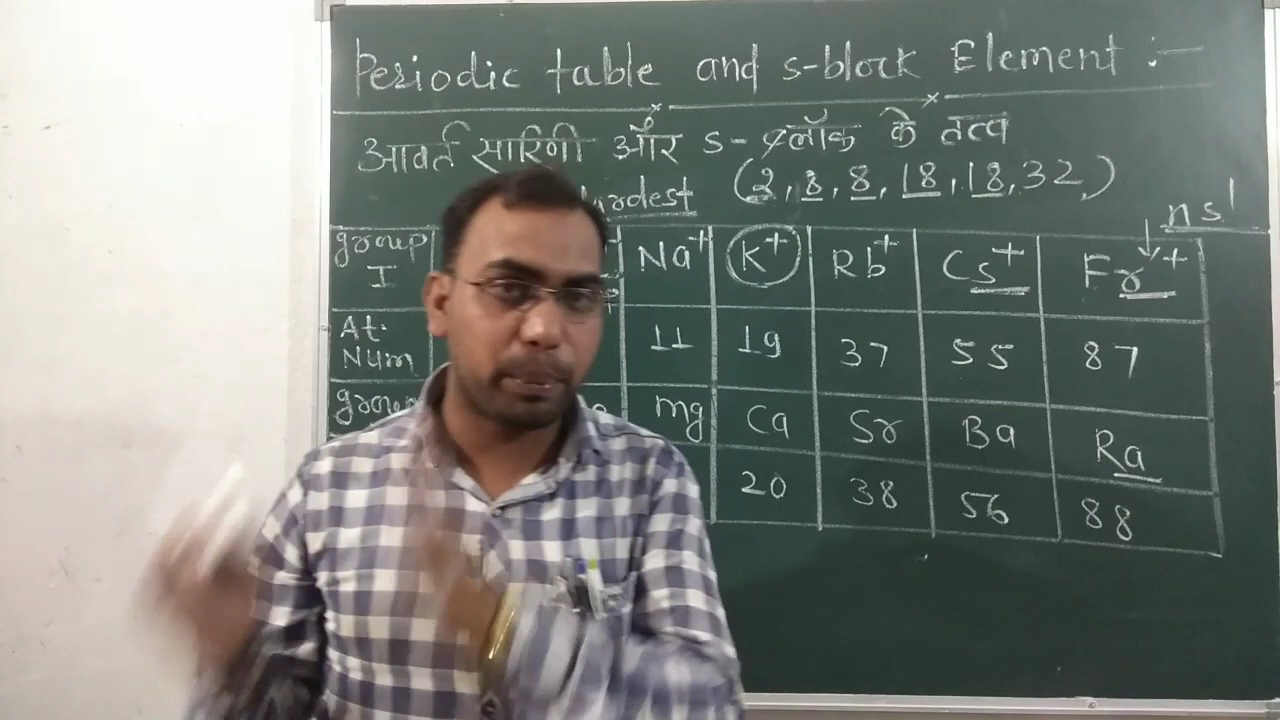 Periodic table and s-block Element :-
आवर्त सारिणी और s-ब्लॉक के तत्व
(2, 8, 8, 18, 18, 32,)
ns¹
group I Na⁺ K⁺ Rb⁺ Cs⁺ Fr⁺
At. Num 11 19 37 55 87
mg Ca Sr Ba Ra
20 38 56 88